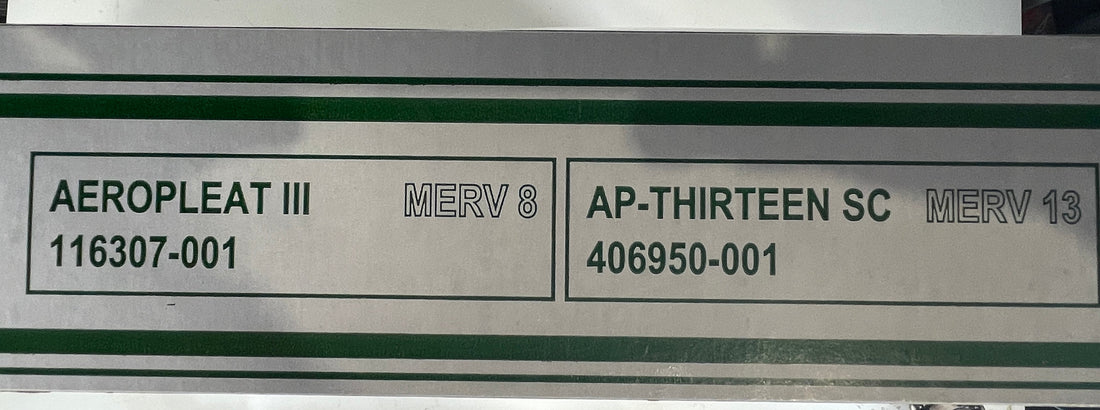 AEROPLEAT III MERV 8
116307-001
AP-THIRTEEN SC MERV 13
406950-001